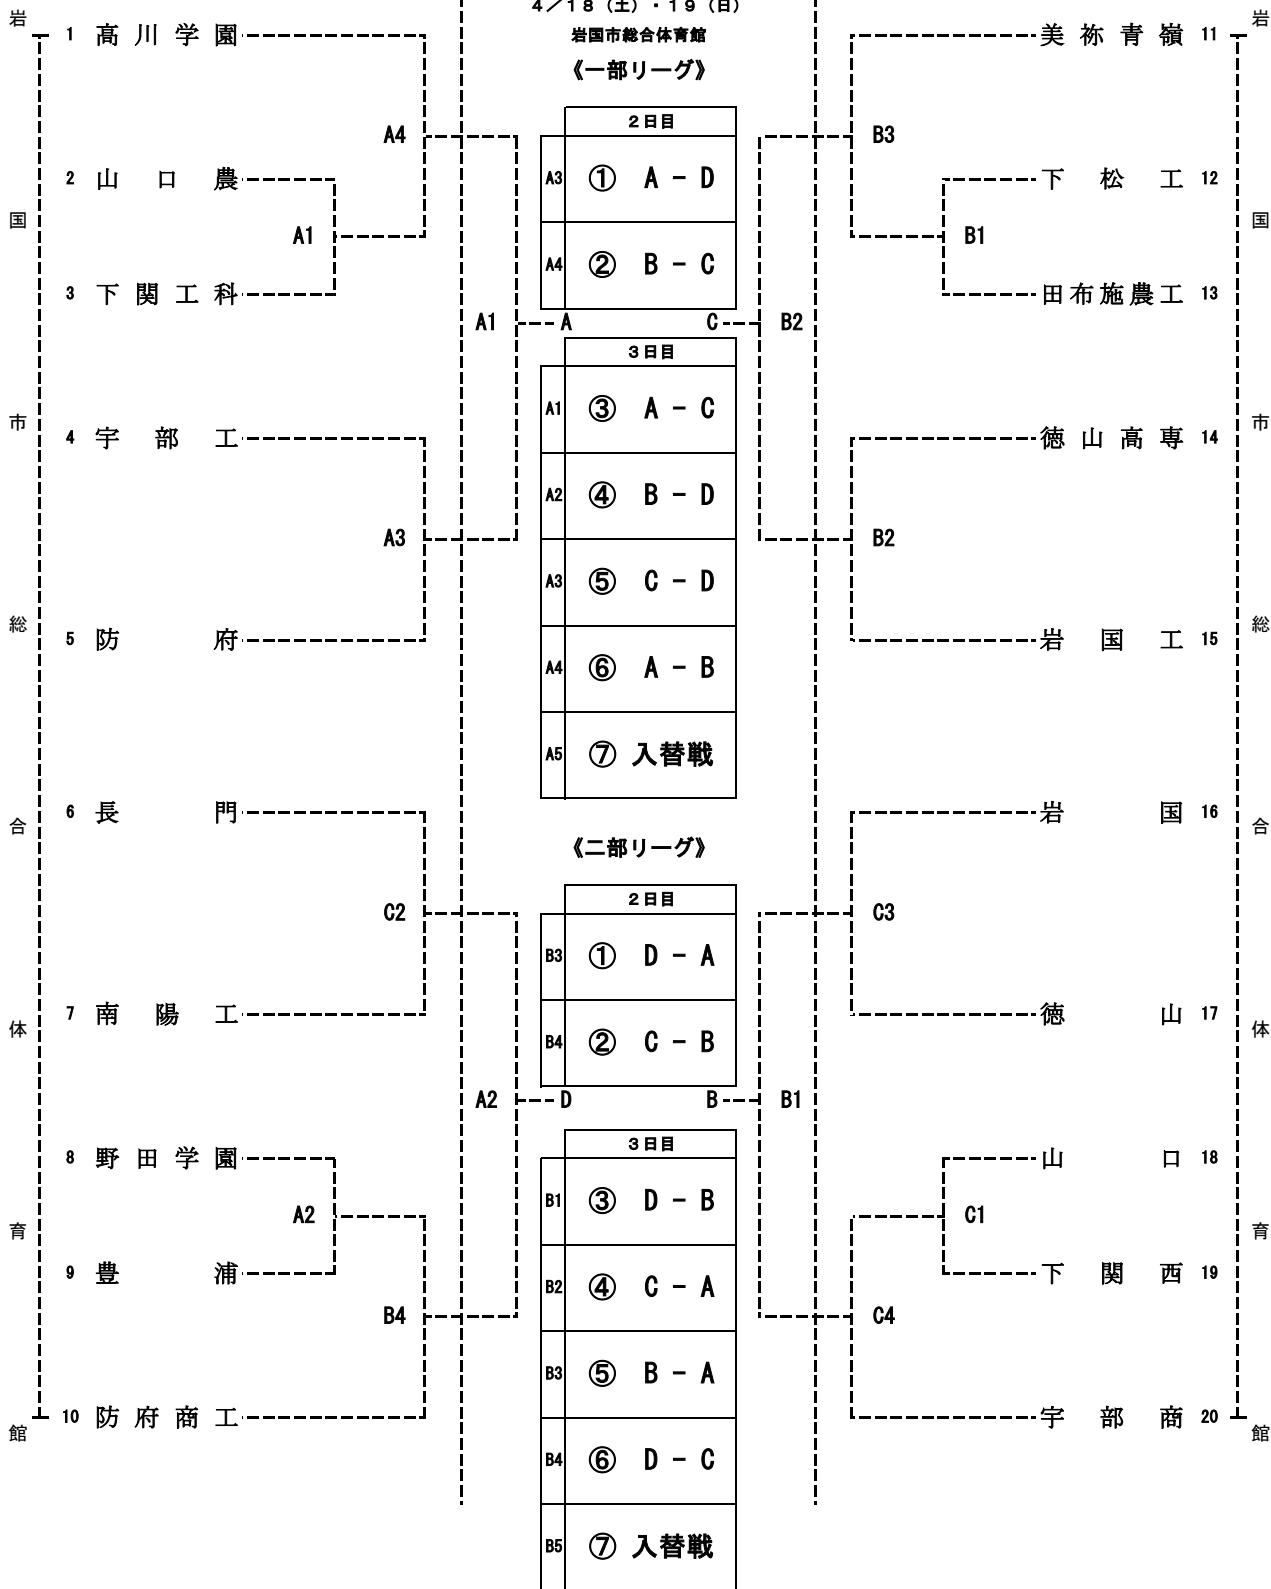 ４／１８（土）・１９（日）
岩国市総合体育館
《一部リーグ》
岩国市総合体育館
1 高川学園
A4
2 山口農
A1
3 下関工科
A1
4 宇部工
A3
5 防府
6 長門
C2
7 南陽工
A2
8 野田学園
A2
9 豊浦
B4
10 防府商工
２日目
A3 ① A － D
A4 ② B － C
A
C
３日目
A1 ③ A － C
A2 ④ B － D
A3 ⑤ C － D
A4 ⑥ A － B
A5 ⑦ 入替戦
《二部リーグ》
２日目
B3 ① D － A
B4 ② C － B
D
B
３日目
B1 ③ D － B
B2 ④ C － A
B3 ⑤ B － A
B4 ⑥ D － C
B5 ⑦ 入替戦
美祢青嶺 11
B3
下松工 12
B1
田布施農工 13
B2
徳山高専 14
B2
岩国工 15
岩国 16
C3
徳山 17
B1
山口 18
C1
下関西 19
C4
宇部商 20
岩国市総合体育館